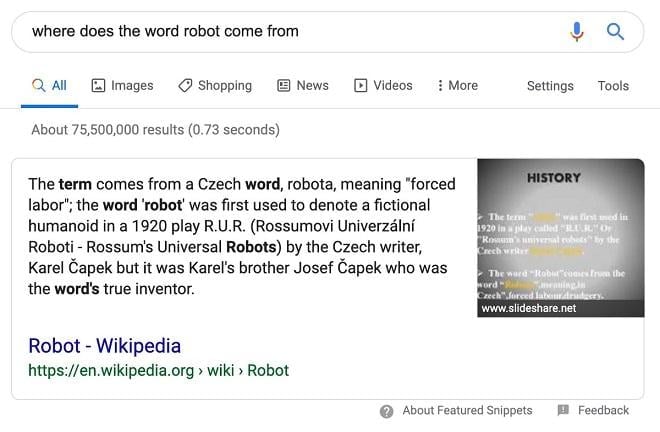 where does the word robot come from
All Images Shopping News Videos More Settings Tools
About 75,500,000 results (0.73 seconds)
The term comes from a Czech word, robota, meaning "forced
labor"; the word 'robot' was first used to denote a fictional
humanoid in a 1920 play R.U.R. (Rossumovi Univerzální
Roboti - Rossum's Universal Robots) by the Czech writer,
Karel Čapek but it was Karel's brother Josef Čapek who was
the word's true inventor.
HISTORY
The term " " was first used in
1920 in a play called "R.U.R." Or
"Rossum's universal robots" by the
Czech writer
The word "Robot"comes from the
word " ",meaning,in
Czech",forced labour,drudgery.
www.slideshare.net
Robot - Wikipedia
https://en.wikipedia.org › wiki › Robot
About Featured Snippets Feedback